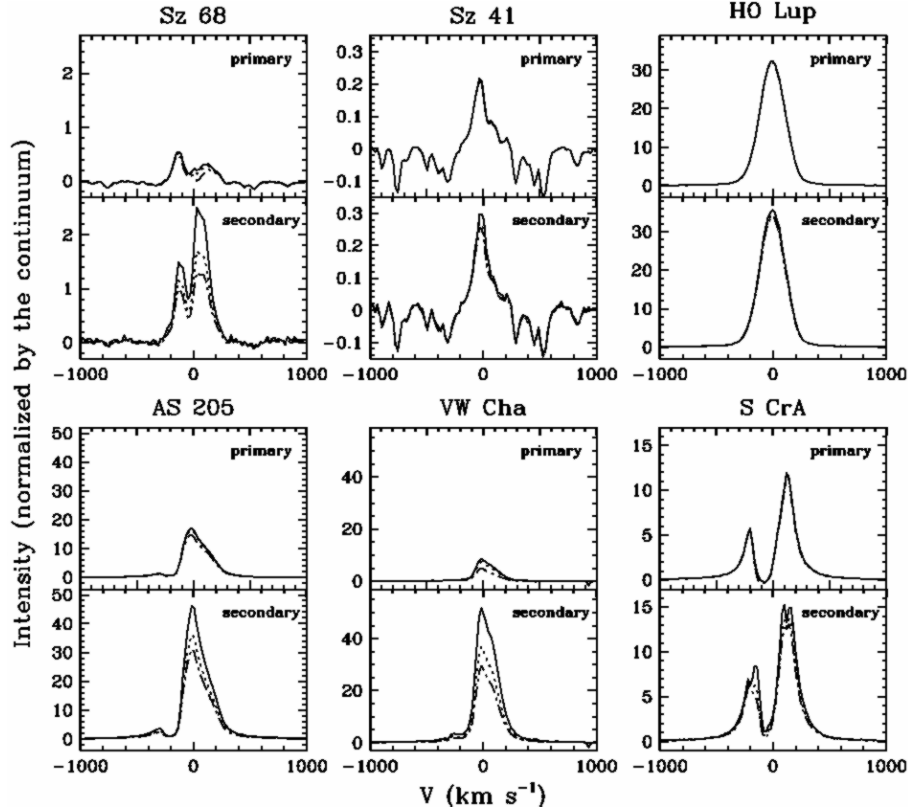 Sz 68
Sz 41
HO Lup
Intensity (normalized by the continuum)
primary
2
1
0
primary
0.3
0.2
0.1
0
−0.1
primary
30
20
10
0
secondary
2
1
0
secondary
0.3
0.2
0.1
0
−0.1
secondary
30
20
10
0
−1000 0 1000
−1000 0 1000
−1000 0 1000
AS 205
VW Cha
S CrA
primary
50
40
30
20
10
0
primary
40
20
0
primary
15
10
5
0
secondary
50
40
30
20
10
0
secondary
40
20
0
secondary
15
10
5
0
−1000 0 1000
−1000 0 1000
−1000 0 1000
V (km s⁻¹)